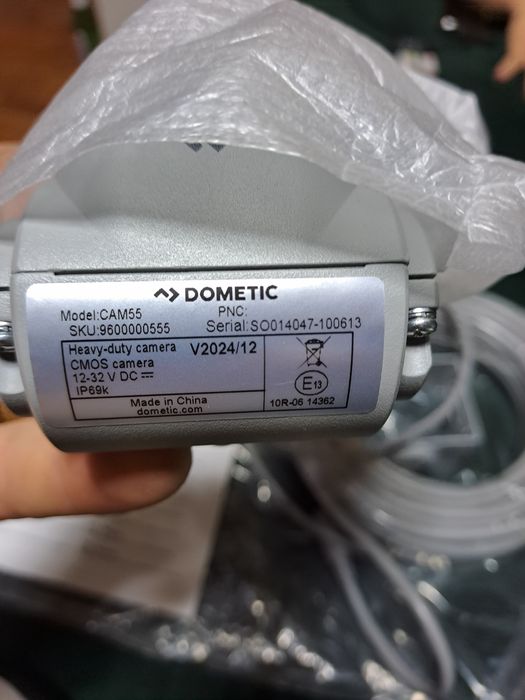 DOMETIC
Model:CAM55
PNC:
SKU:9600000555
Serial:SO014047-100613
Heavy-duty camera V2024/12
CMOS camera
12-32 V DC
IP69k
E13
Made in China
10R-06 14362
dometic.com